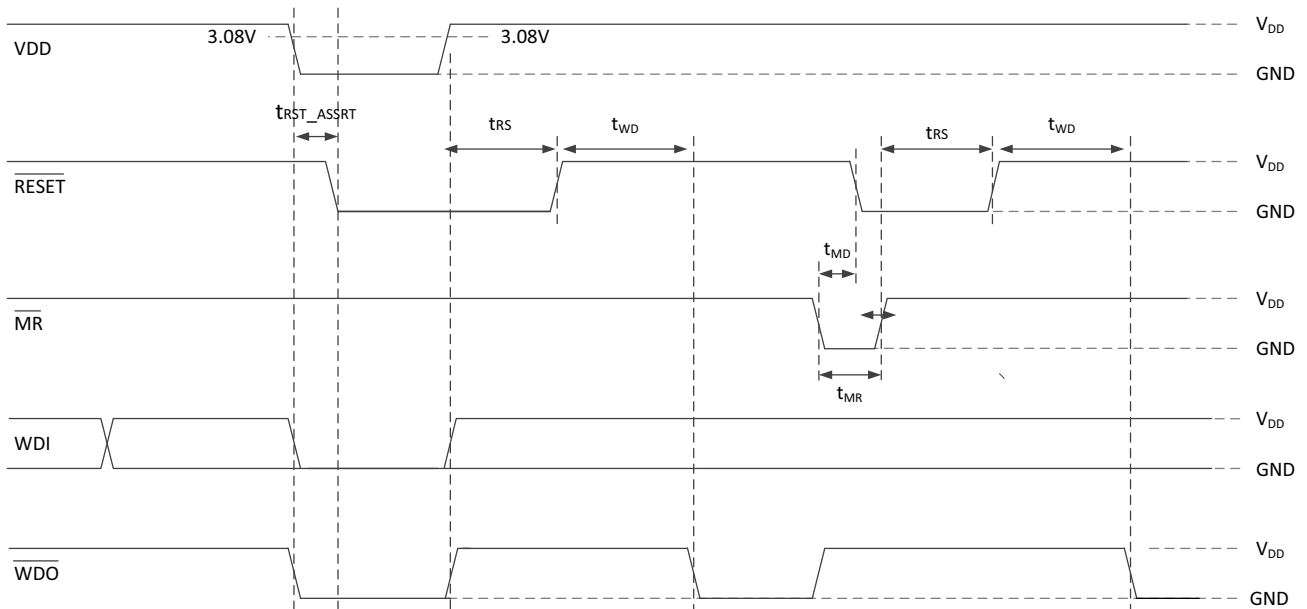 VDD
3.08V
3.08V
VDD
GND
tRST_ASSRT
tRS
tWD
tRS
tWD
RESET
VDD
GND
tMD
MR
VDD
GND
tMR
WDI
VDD
GND
WDO
VDD
GND